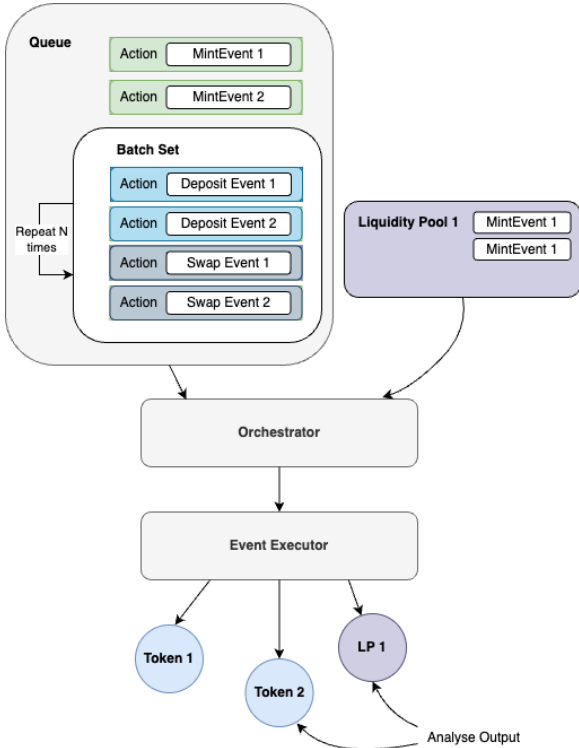 Queue
Action MintEvent 1
Action MintEvent 2
Batch Set
Action Deposit Event 1
Action Deposit Event 2
Action Swap Event 1
Action Swap Event 2
Repeat N
times
Liquidity Pool 1 MintEvent 1
MintEvent 1
Orchestrator
Event Executor
Token 1
Token 2
LP 1
Analyse Output